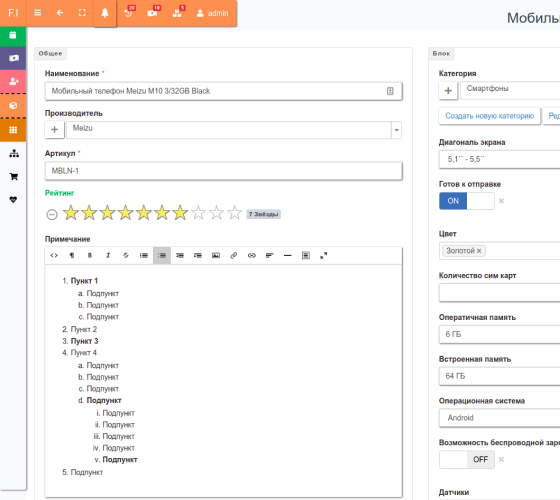 F.I 20 19 5 admin
Мобиль
Общее
Наименование *
Мобильный телефон Meizu M10 3/32GB Black
Производитель
Meizu
Артикул *
MBLN-1
Рейтинг
7 Звёзды
Примечание
1. Пункт 1
a. Подпункт
b. Подпункт
c. Подпункт
2. Пункт 2
3. Пункт 3
4. Пункт 4
a. Подпункт
b. Подпункт
c. Подпункт
d. Подпункт
i. Подпункт
ii. Подпункт
iii. Подпункт
iv. Подпункт
v. Подпункт
5. Подпункт
Блок
Категория
Смартфоны
Создать новую категорию Ред
Диагональ экрана
5,1`` - 5,5``
Готов к отправке
ON
Цвет
Золотой ×
Количество сим карт
Оперативная память
6 ГБ
Встроенная память
64 ГБ
Операционная система
Android
Возможность беспроводной заря
OFF
Датчики